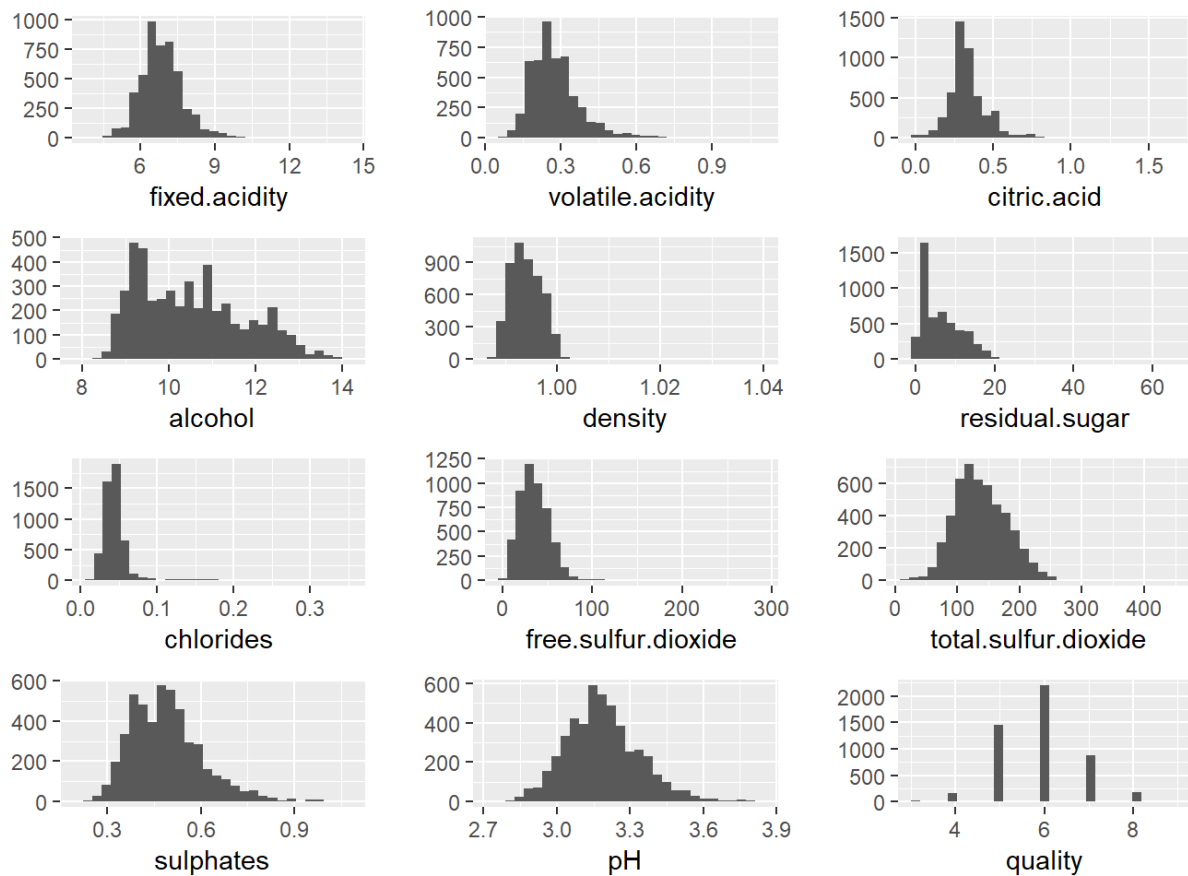 1000
750
500
250
0
6 9 12 15
fixed.acidity
1000
750
500
250
0
0.0 0.3 0.6 0.9
volatile.acidity
1500
1000
500
0
0.0 0.5 1.0 1.5
citric.acid
500
400
300
200
100
0
8 10 12 14
alcohol
900
600
300
0
1.00 1.02 1.04
density
1500
1000
500
0
0 20 40 60
residual.sugar
1500
1000
500
0
0.0 0.1 0.2 0.3
chlorides
1250
1000
750
500
250
0
0 100 200 300
free.sulfur.dioxide
600
400
200
0
0 100 200 300 400
total.sulfur.dioxide
600
400
200
0
0.3 0.6 0.9
sulphates
600
400
200
0
2.7 3.0 3.3 3.6 3.9
pH
2000
1500
1000
500
0
4 6 8
quality